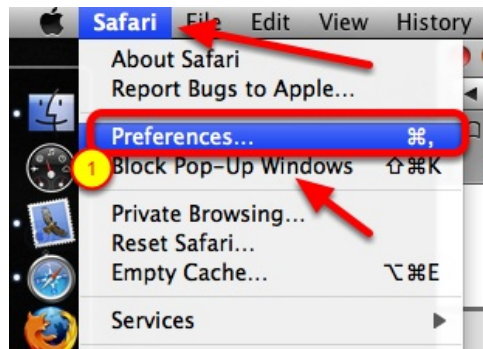 Safari File Edit View History
About Safari
Report Bugs to Apple...
Preferences... ⌘,
1 Block Pop-Up Windows ⇧⌘K
Private Browsing...
Reset Safari...
Empty Cache... ⌥⌘E
Services ▶